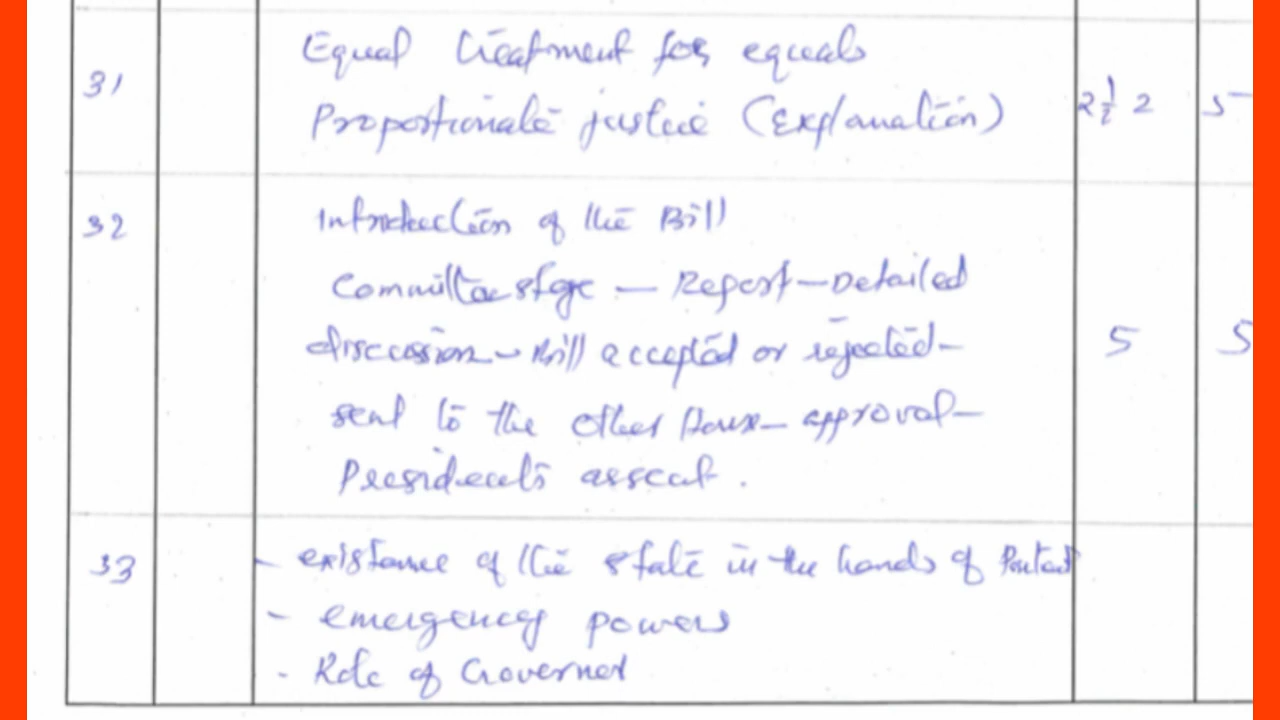 31
Equal treatment for equals
Proportionate justice (Explanation)
2½ 2
5
32
Introduction of the Bill
Committee stage — Report — Detailed
discussion - Bill accepted or rejected -
sent to the other House - approval -
President's assent .
5
5
33
- existance of the state in the hands of
- emergency powers
- Role of Governer